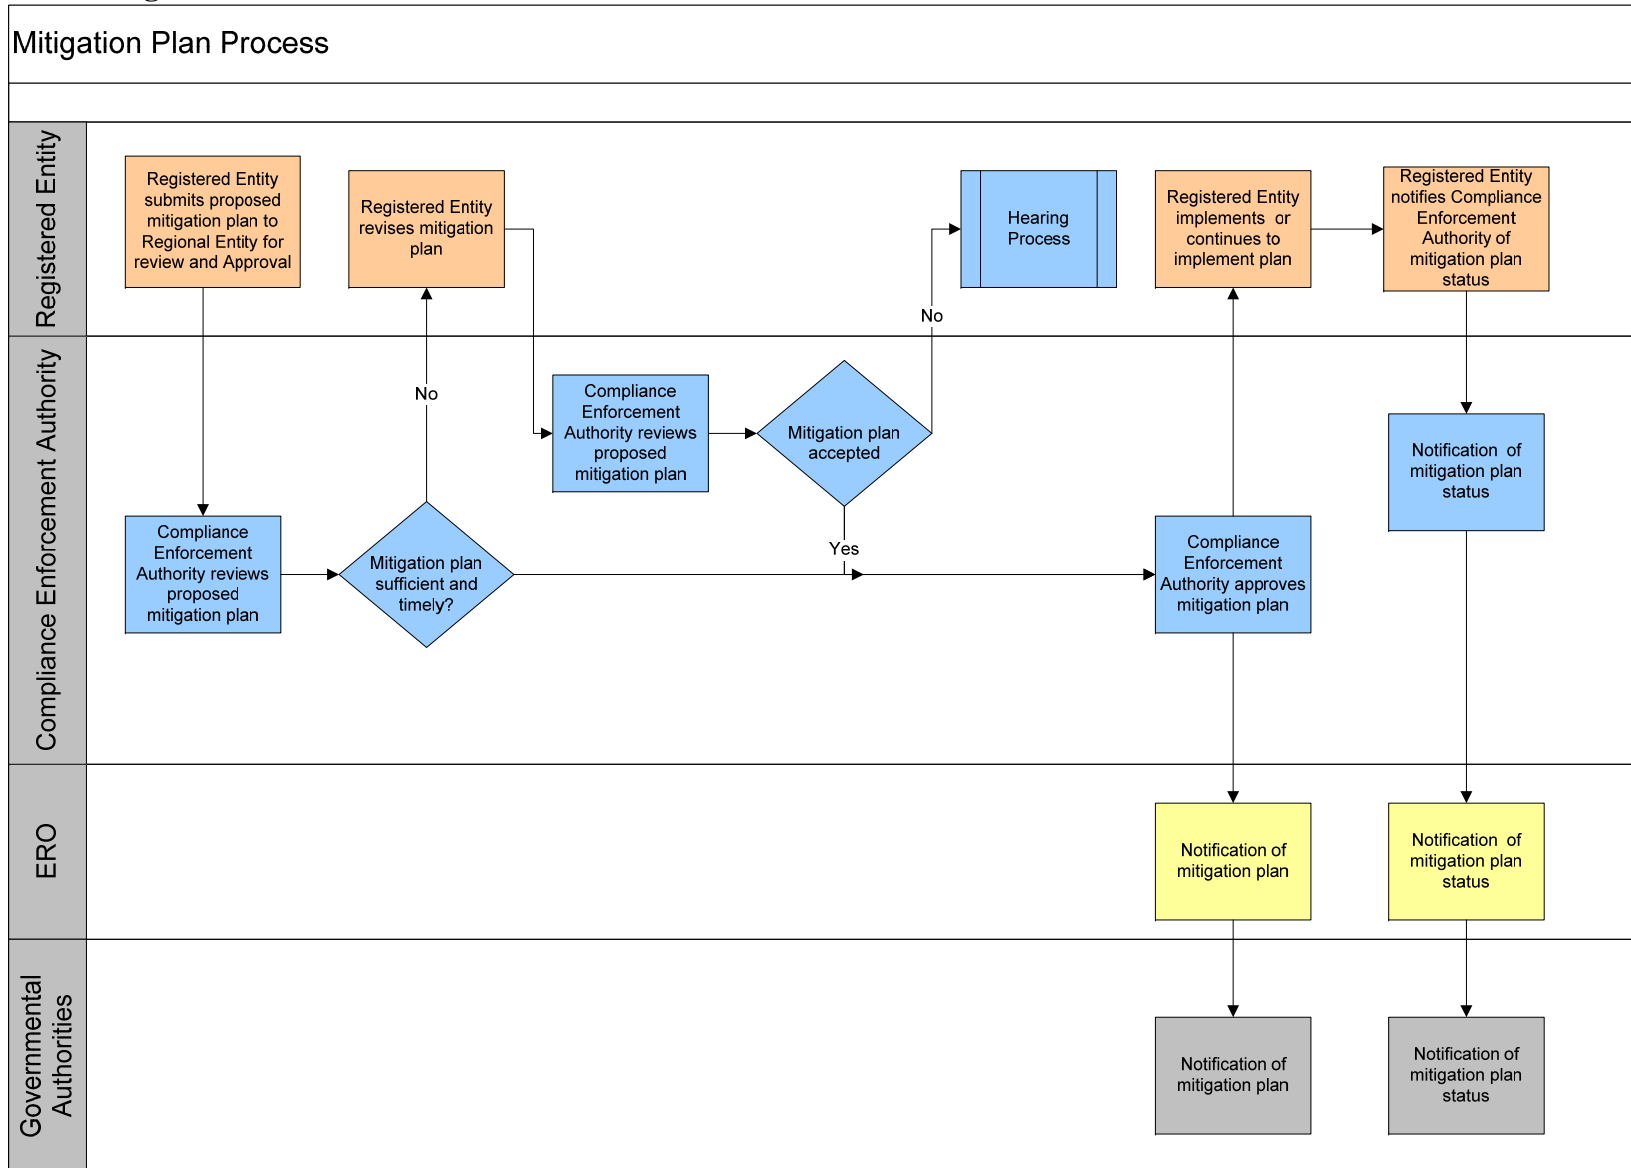 Mitigation Plan Process
Registered Entity
Registered Entity
submits proposed
mitigation plan to
Regional Entity for
review and Approval
Registered Entity
revises mitigation
plan
Hearing
Process
Registered Entity
implements or
continues to
implement plan
Registered Entity
notifies Compliance
Enforcement
Authority of
mitigation plan
status
No
Compliance Enforcement Authority
No
Compliance
Enforcement
Authority reviews
proposed
mitigation plan
Mitigation plan
accepted
Notification of
mitigation plan
status
Compliance
Enforcement
Authority reviews
proposed
mitigation plan
Mitigation plan
sufficient and
timely?
Yes
Compliance
Enforcement
Authority approves
mitigation plan
ERO
Notification of
mitigation plan
Notification of
mitigation plan
status
Governmental
Authorities
Notification of
mitigation plan
Notification of
mitigation plan
status